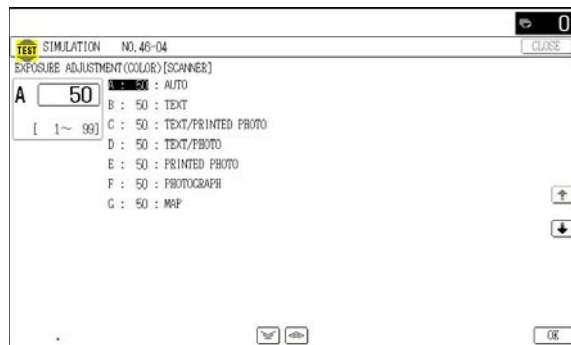 0
TEST SIMULATION NO. 46-04 CLOSE
EXPOSURE ADJUSTMENT(COLOR)[SCANNER]
A 50
[ 1~ 99]
A : 50 : AUTO
B : 50 : TEXT
C : 50 : TEXT/PRINTED PHOTO
D : 50 : TEXT/PHOTO
E : 50 : PRINTED PHOTO
F : 50 : PHOTOGRAPH
G : 50 : MAP
OK